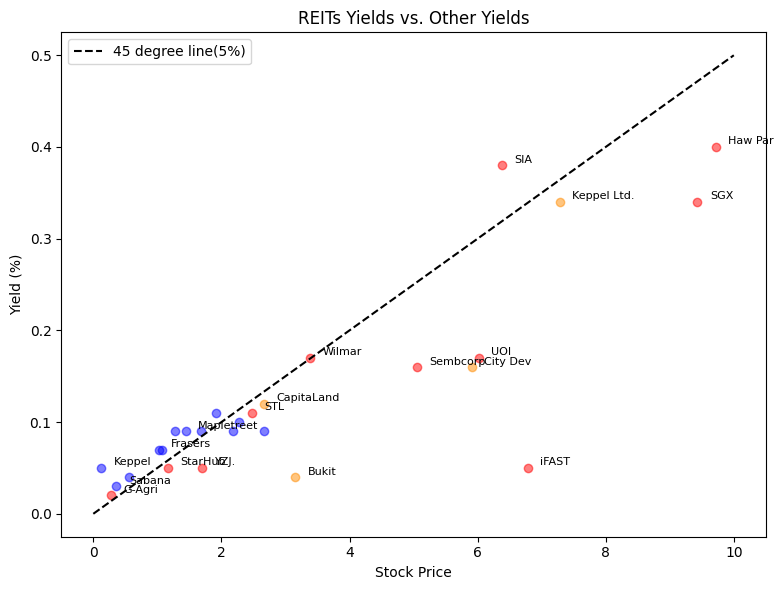 REITs Yields vs. Other Yields
45 degree line(5%)
Yield (%)
0.5
0.4
0.3
0.2
0.1
0.0
Haw Par
SIA
Keppel Ltd.
SGX
Wilmar
UOI
Sembcorp
City Dev
CapitaLand
STL
Mapletreet
Frasers
Keppel
StarHub
YZJ.
iFAST
Bukit
Sabana
G-Agri
0
2
4
6
8
10
Stock Price